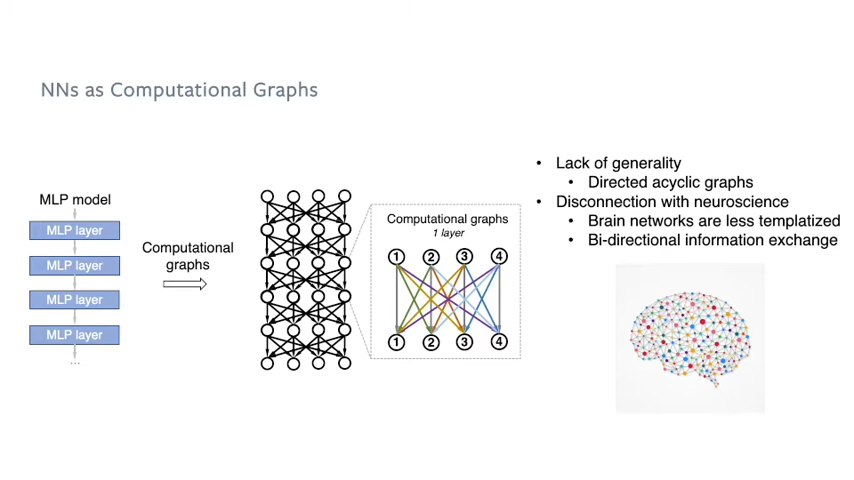 NNs as Computational Graphs
MLP model
MLP layer
MLP layer
MLP layer
MLP layer
...
Computational
graphs
Computational graphs
1 layer
1 2 3 4
1 2 3 4
• Lack of generality
• Directed acyclic graphs
• Disconnection with neuroscience
• Brain networks are less templatized
• Bi-directional information exchange